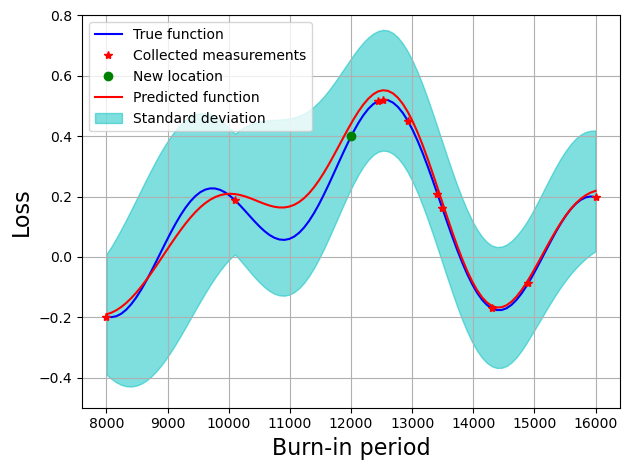 True function
Collected measurements
New location
Predicted function
Standard deviation
0.8
0.6
0.4
0.2
0.0
−0.2
−0.4
Loss
8000 9000 10000 11000 12000 13000 14000 15000 16000
Burn-in period